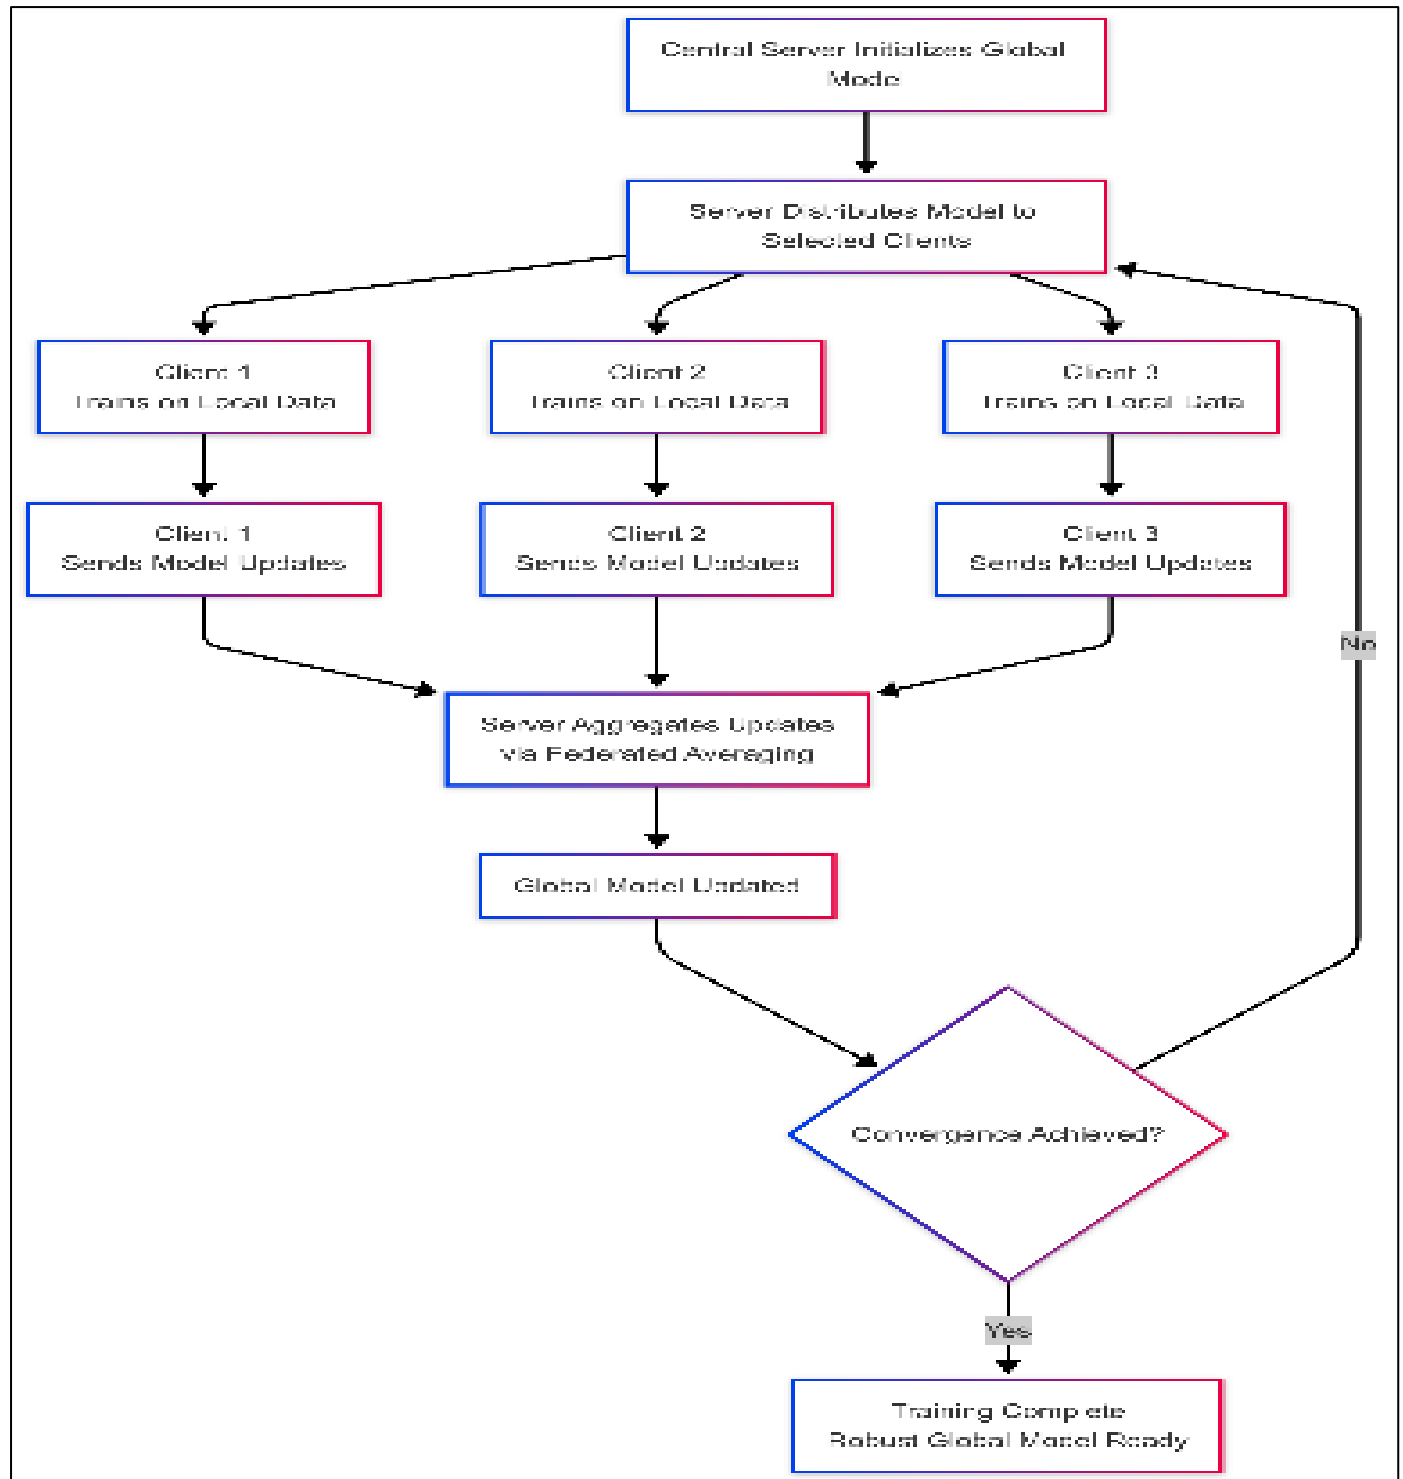 Central Server Initializes Global
Mode
Server Distributes Model to
Selected Clients
Client 1
Trains on Local Data
Client 2
Trains on Local Data
Client 3
Trains on Local Data
Client 1
Sends Model Updates
Client 2
Sends Model Updates
Client 3
Sends Model Updates
No
Server Aggregates Updates
via Federated Averaging
Global Model Updated
Convergence Achieved?
Yes
Training Complete
Robust Global Model Ready